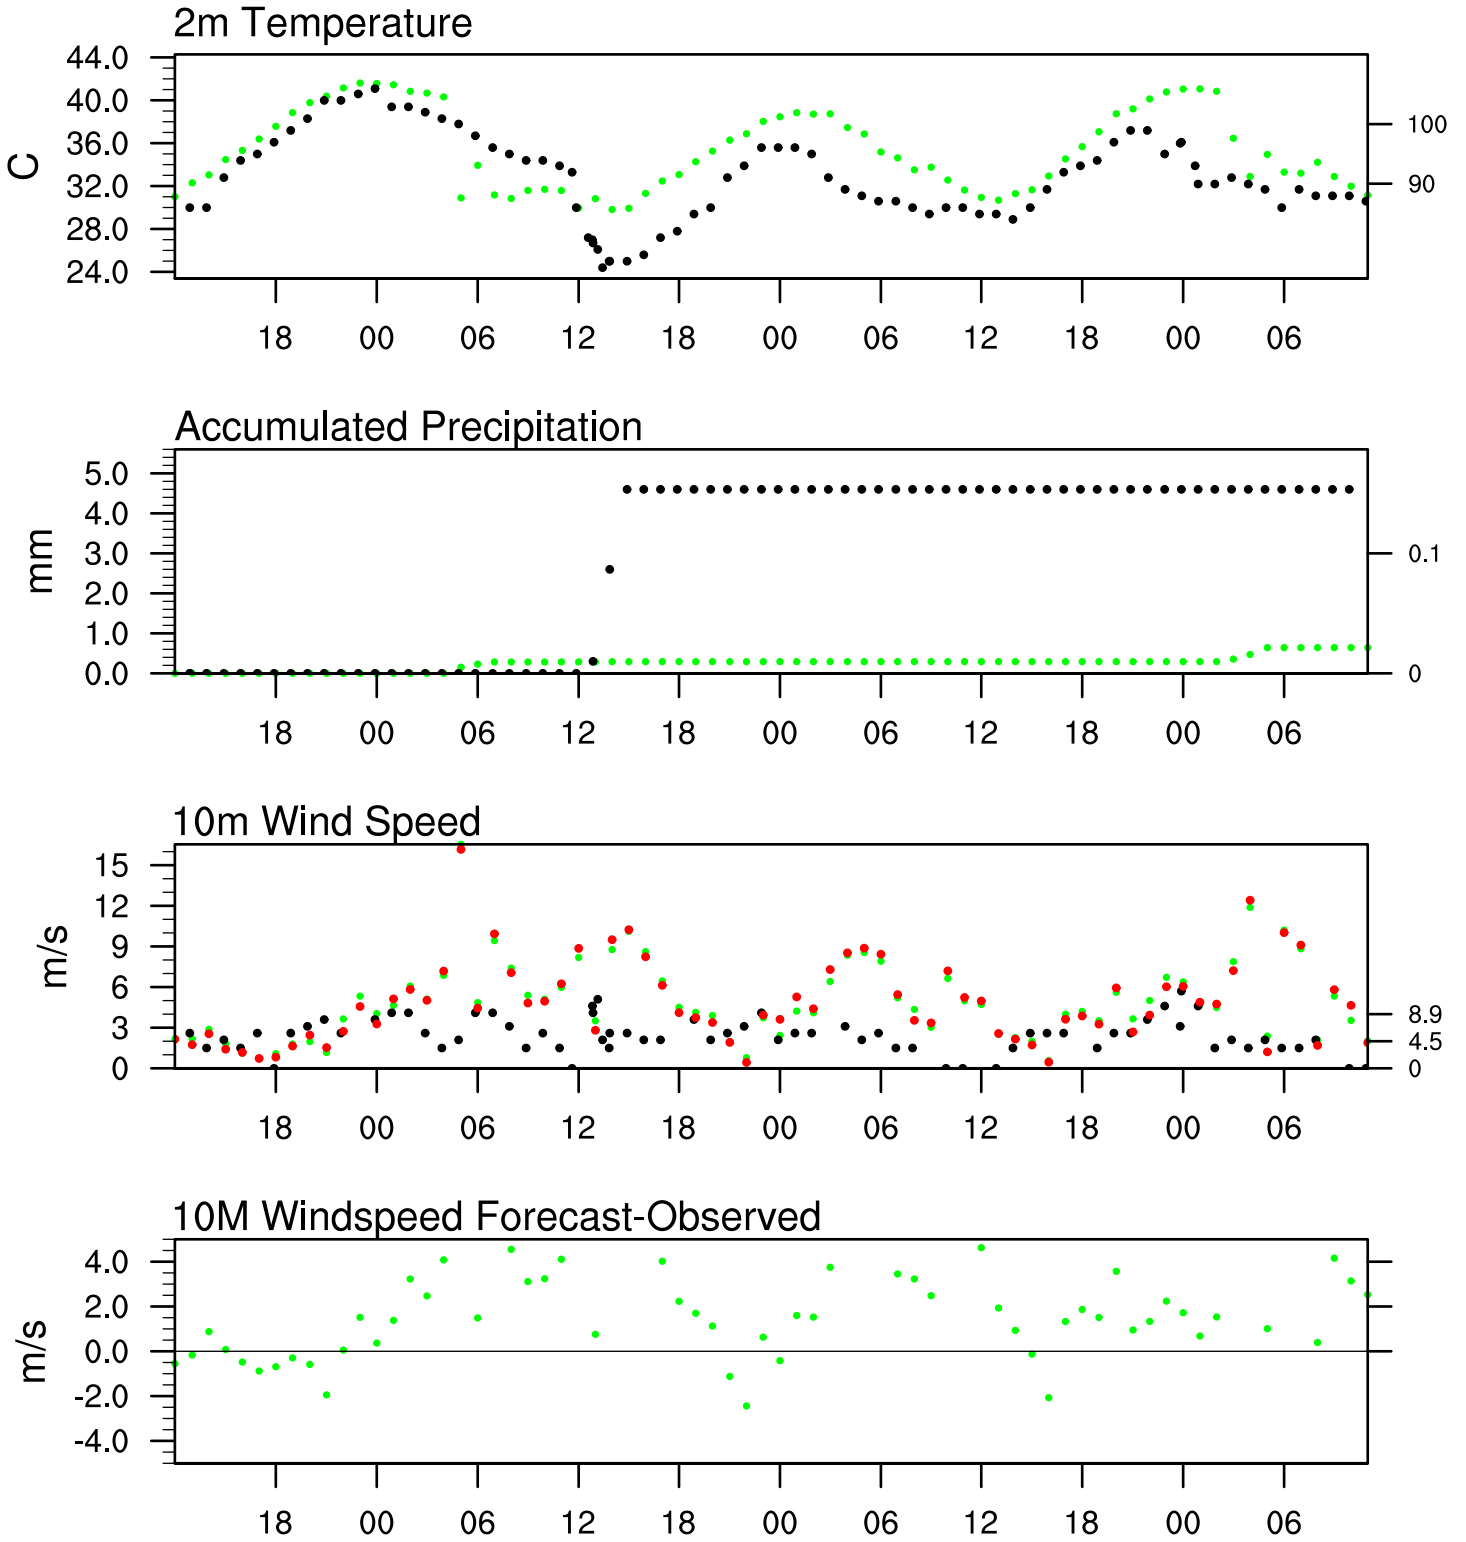 2m Temperature
44.0
40.0
36.0
32.0
28.0
24.0
C
100
90
18 00 06 12 18 00 06 12 18 00 06
Accumulated Precipitation
5.0
4.0
3.0
2.0
1.0
0.0
mm
0.1
0
18 00 06 12 18 00 06 12 18 00 06
10m Wind Speed
15
12
9
6
3
0
m/s
8.9
4.5
0
18 00 06 12 18 00 06 12 18 00 06
10M Windspeed Forecast-Observed
4.0
2.0
0.0
-2.0
-4.0
m/s
18 00 06 12 18 00 06 12 18 00 06